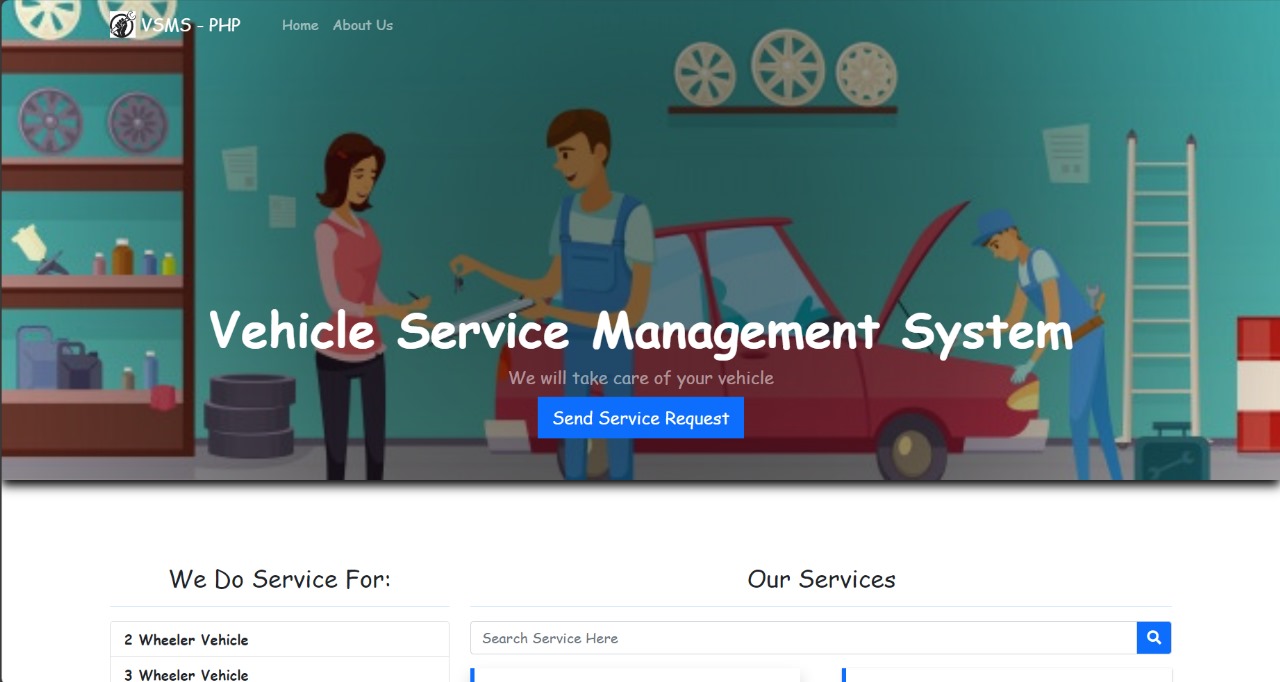 VSMS - PHP
Home
About Us
Vehicle Service Management System
We will take care of your vehicle
Send Service Request
We Do Service For:
2 Wheeler Vehicle
3 Wheeler Vehicle
Our Services
Search Service Here